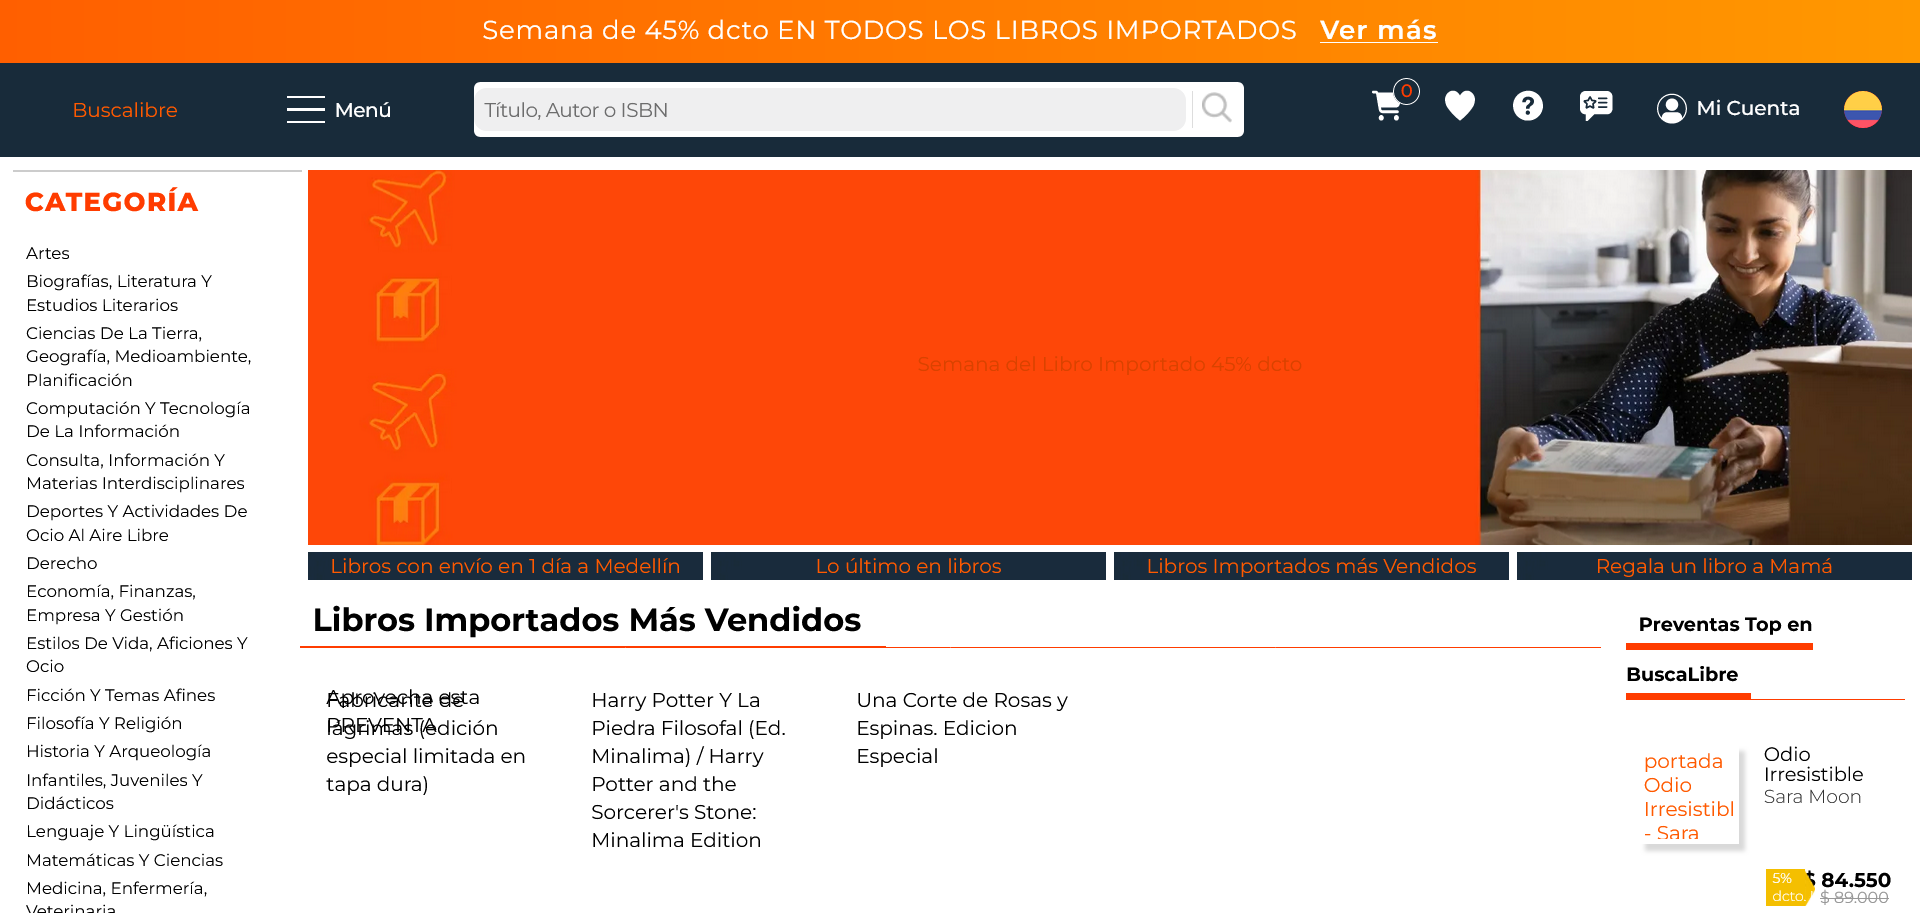 Semana de 45% dcto EN TODOS LOS LIBROS IMPORTADOS Ver más
Buscalibre
Menú
Título, Autor o ISBN
0
Mi Cuenta
CATEGORÍA
Artes
Biografías, Literatura Y
Estudios Literarios
Ciencias De La Tierra,
Geografía, Medioambiente,
Planificación
Computación Y Tecnología
De La Información
Consulta, Información Y
Materias Interdisciplinares
Deportes Y Actividades De
Ocio Al Aire Libre
Derecho
Economía, Finanzas,
Empresa Y Gestión
Estilos De Vida, Aficiones Y
Ocio
Ficción Y Temas Afines
Filosofía Y Religión
Historia Y Arqueología
Infantiles, Juveniles Y
Didácticos
Lenguaje Y Lingüística
Matemáticas Y Ciencias
Medicina, Enfermería,
Veterinaria
Semana del Libro Importado 45% dcto
Libros con envío en 1 día a Medellín
Lo último en libros
Libros Importados más Vendidos
Regala un libro a Mamá
Libros Importados Más Vendidos
Aprovecha esta
PREVENTA
Fabricante de
lágrimas (edición
especial limitada en
tapa dura)
Harry Potter Y La
Piedra Filosofal (Ed.
Minalima) / Harry
Potter and the
Sorcerer's Stone:
Minalima Edition
Una Corte de Rosas y
Espinas. Edicion
Especial
Preventas Top en
BuscaLibre
portada
Odio
Irresistibl
- Sara
Odio
Irresistible
Sara Moon
5%
dcto.
$ 84.550
$ 89.000